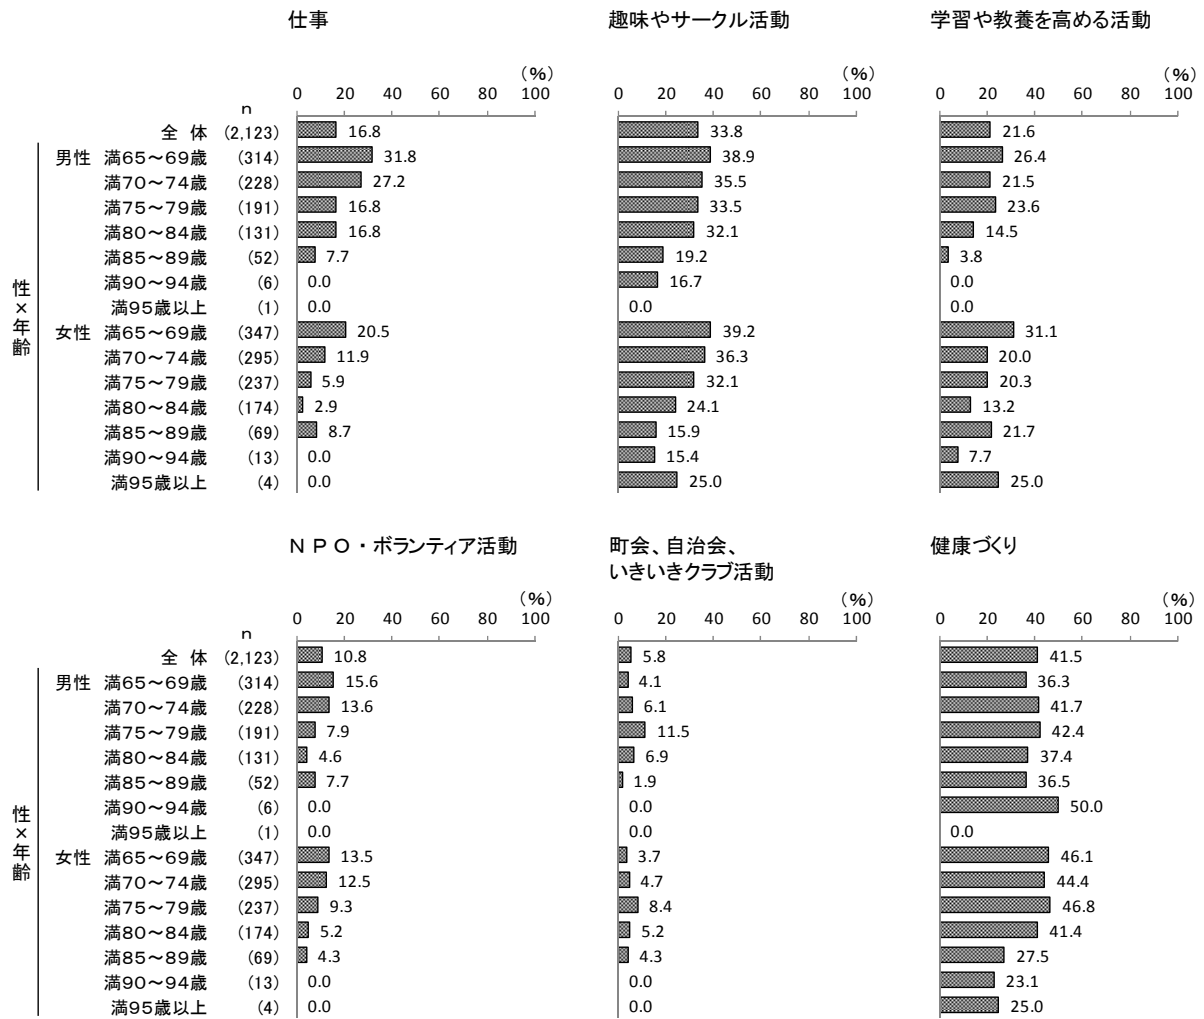 仕事　趣味やサークル活動　学習や教養を高める活動
(%)　(%)　(%)
n　0　20　40　60　80　100　0　20　40　60　80　100　0　20　40　60　80　100
全 体　(2,123)　16.8　33.8　21.6
男性　満65～69歳　(314)　31.8　38.9　26.4
満70～74歳　(228)　27.2　35.5　21.5
満75～79歳　(191)　16.8　33.5　23.6
満80～84歳　(131)　16.8　32.1　14.5
満85～89歳　(52)　7.7　19.2　3.8
満90～94歳　(6)　0.0　16.7　0.0
満95歳以上　(1)　0.0　0.0　0.0
女性　満65～69歳　(347)　20.5　39.2　31.1
満70～74歳　(295)　11.9　36.3　20.0
満75～79歳　(237)　5.9　32.1　20.3
満80～84歳　(174)　2.9　24.1　13.2
満85～89歳　(69)　8.7　15.9　21.7
満90～94歳　(13)　0.0　15.4　7.7
満95歳以上　(4)　0.0　25.0　25.0
性×年齢
ＮＰＯ・ボランティア活動　町会、自治会、　健康づくり
いきいきクラブ活動
(%)　(%)　(%)
n　0　20　40　60　80　100　0　20　40　60　80　100　0　20　40　60　80　100
全 体　(2,123)　10.8　5.8　41.5
男性　満65～69歳　(314)　15.6　4.1　36.3
満70～74歳　(228)　13.6　6.1　41.7
満75～79歳　(191)　7.9　11.5　42.4
満80～84歳　(131)　4.6　6.9　37.4
満85～89歳　(52)　7.7　1.9　36.5
満90～94歳　(6)　0.0　0.0　50.0
満95歳以上　(1)　0.0　0.0　0.0
女性　満65～69歳　(347)　13.5　3.7　46.1
満70～74歳　(295)　12.5　4.7　44.4
満75～79歳　(237)　9.3　8.4　46.8
満80～84歳　(174)　5.2　5.2　41.4
満85～89歳　(69)　4.3　4.3　27.5
満90～94歳　(13)　0.0　0.0　23.1
満95歳以上　(4)　0.0　0.0　25.0
性×年齢